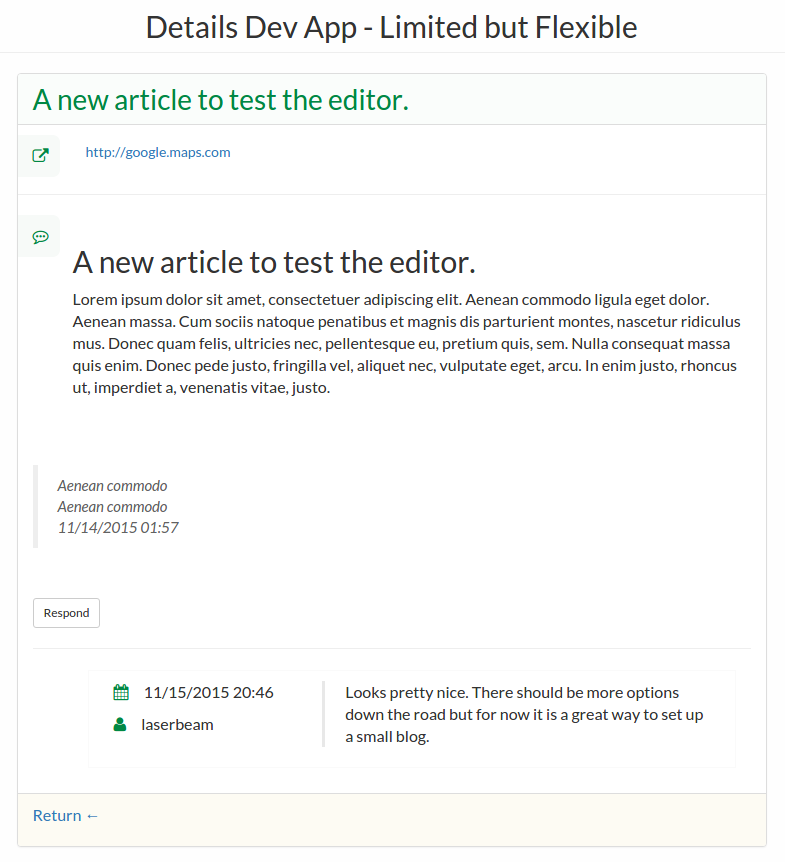 Details Dev App - Limited but Flexible
A new article to test the editor.
http://google.maps.com
A new article to test the editor.
Lorem ipsum dolor sit amet, consectetuer adipiscing elit. Aenean commodo ligula eget dolor.
Aenean massa. Cum sociis natoque penatibus et magnis dis parturient montes, nascetur ridiculus
mus. Donec quam felis, ultricies nec, pellentesque eu, pretium quis, sem. Nulla consequat massa
quis enim. Donec pede justo, fringilla vel, aliquet nec, vulputate eget, arcu. In enim justo, rhoncus
ut, imperdiet a, venenatis vitae, justo.
Aenean commodo
Aenean commodo
11/14/2015 01:57
Respond
11/15/2015 20:46
laserbeam
Looks pretty nice. There should be more options
down the road but for now it is a great way to set up
a small blog.
Return ←